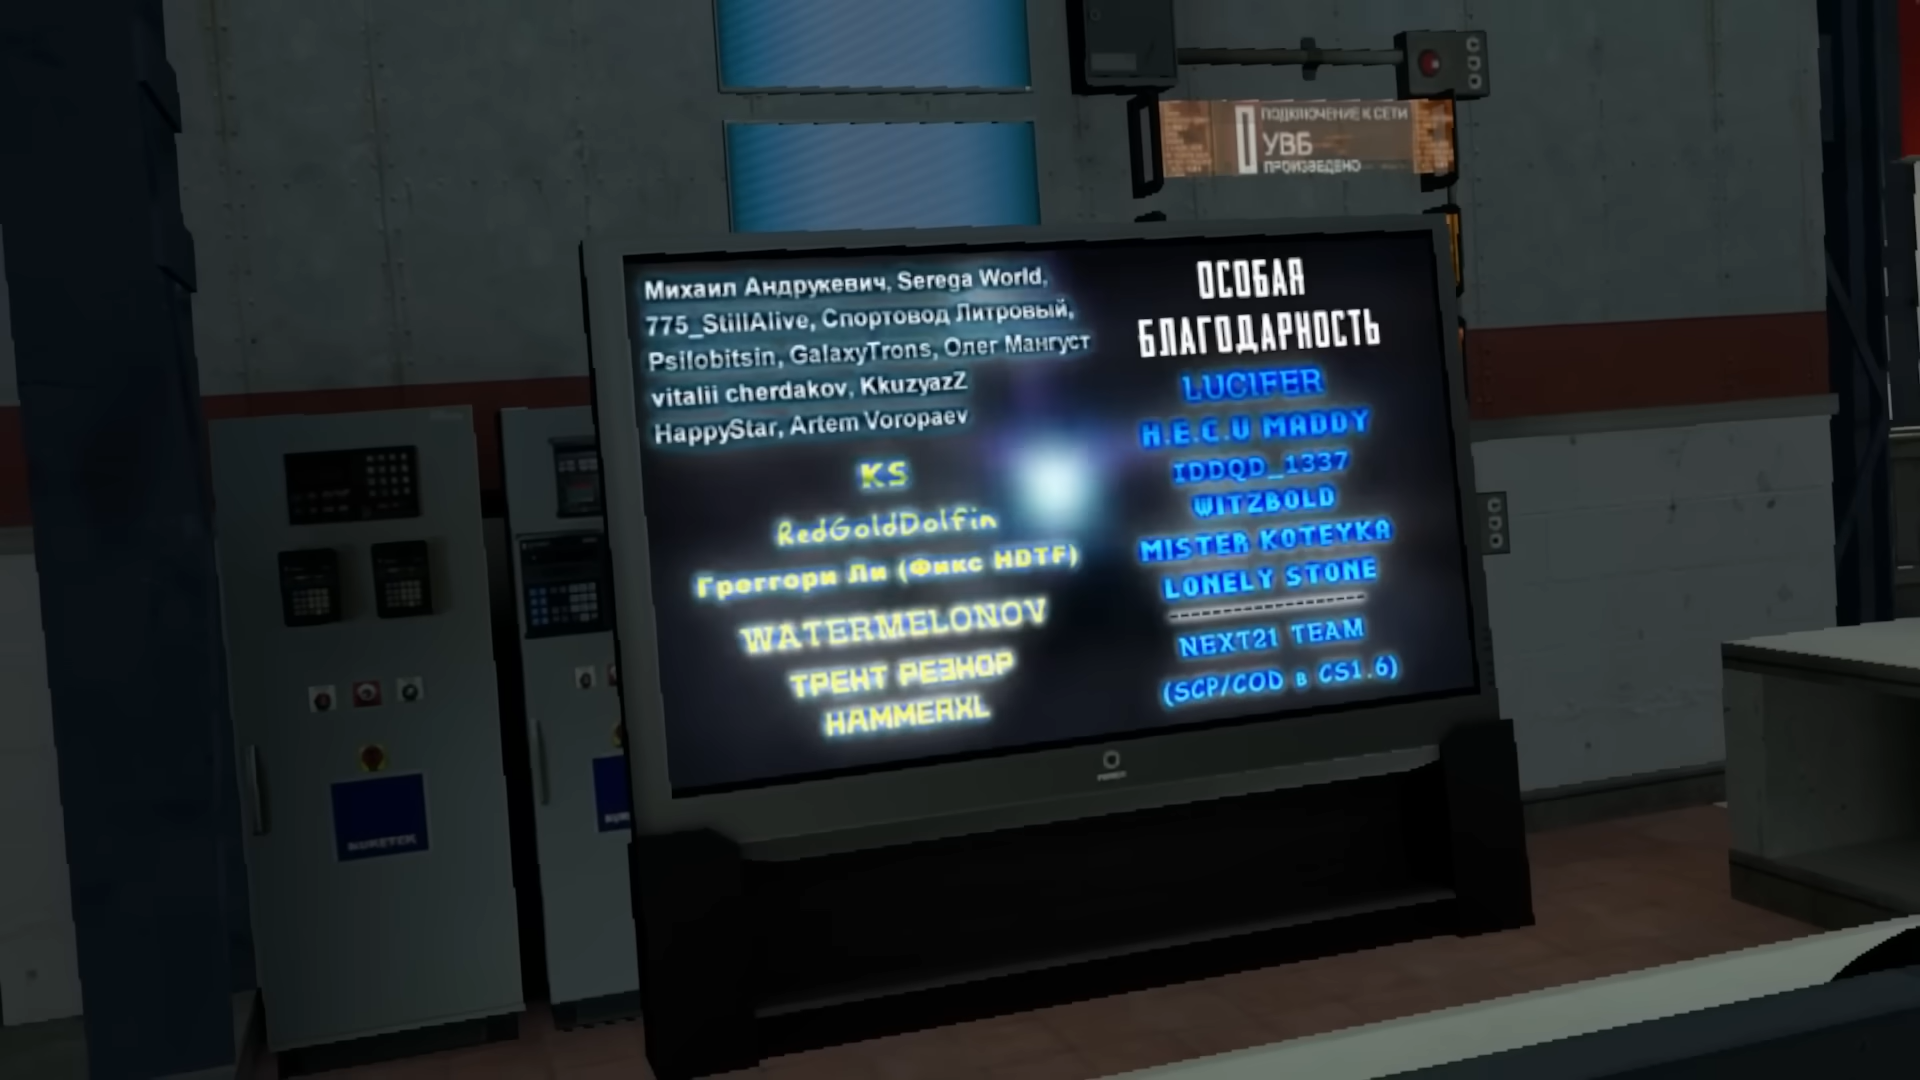 ПОДКЛЮЧЕНИЕ К СЕТИ
УВБ
ПРОИЗВЕДЕНО
Михаил Андрукевич, Serega World,
775_StillAlive, Спортовод Литровый,
Psilobitsin, GalaxyTrons, Олег Мангуст
vitalii cherdakov, KkuzyazZ
HappyStar, Artem Voropaev
KS
RedGoldDolfin
Греггори Ли (Фикс HDTF)
WATERMELONOV
ТРЕНТ РЕЗНОР
HAMMERXL
ОСОБАЯ
БЛАГОДАРНОСТЬ
LUCIFER
H.E.C.U MADDY
IDDQD_1337
WITZBOLD
MISTER KOTEYKA
LONELY STONE
--------------------
NEXT21 TEAM
(SCP/COD в CS1.6)
NUKETEK